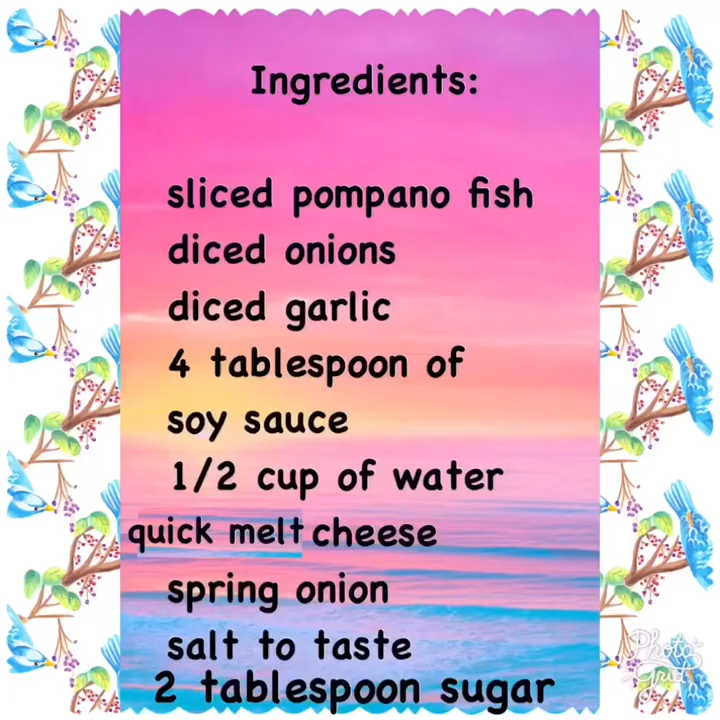 Ingredients:
sliced pompano fish
diced onions
diced garlic
4 tablespoon of
soy sauce
1/2 cup of water
quick melt cheese
spring onion
salt to taste
2 tablespoon sugar
Photo
Grid